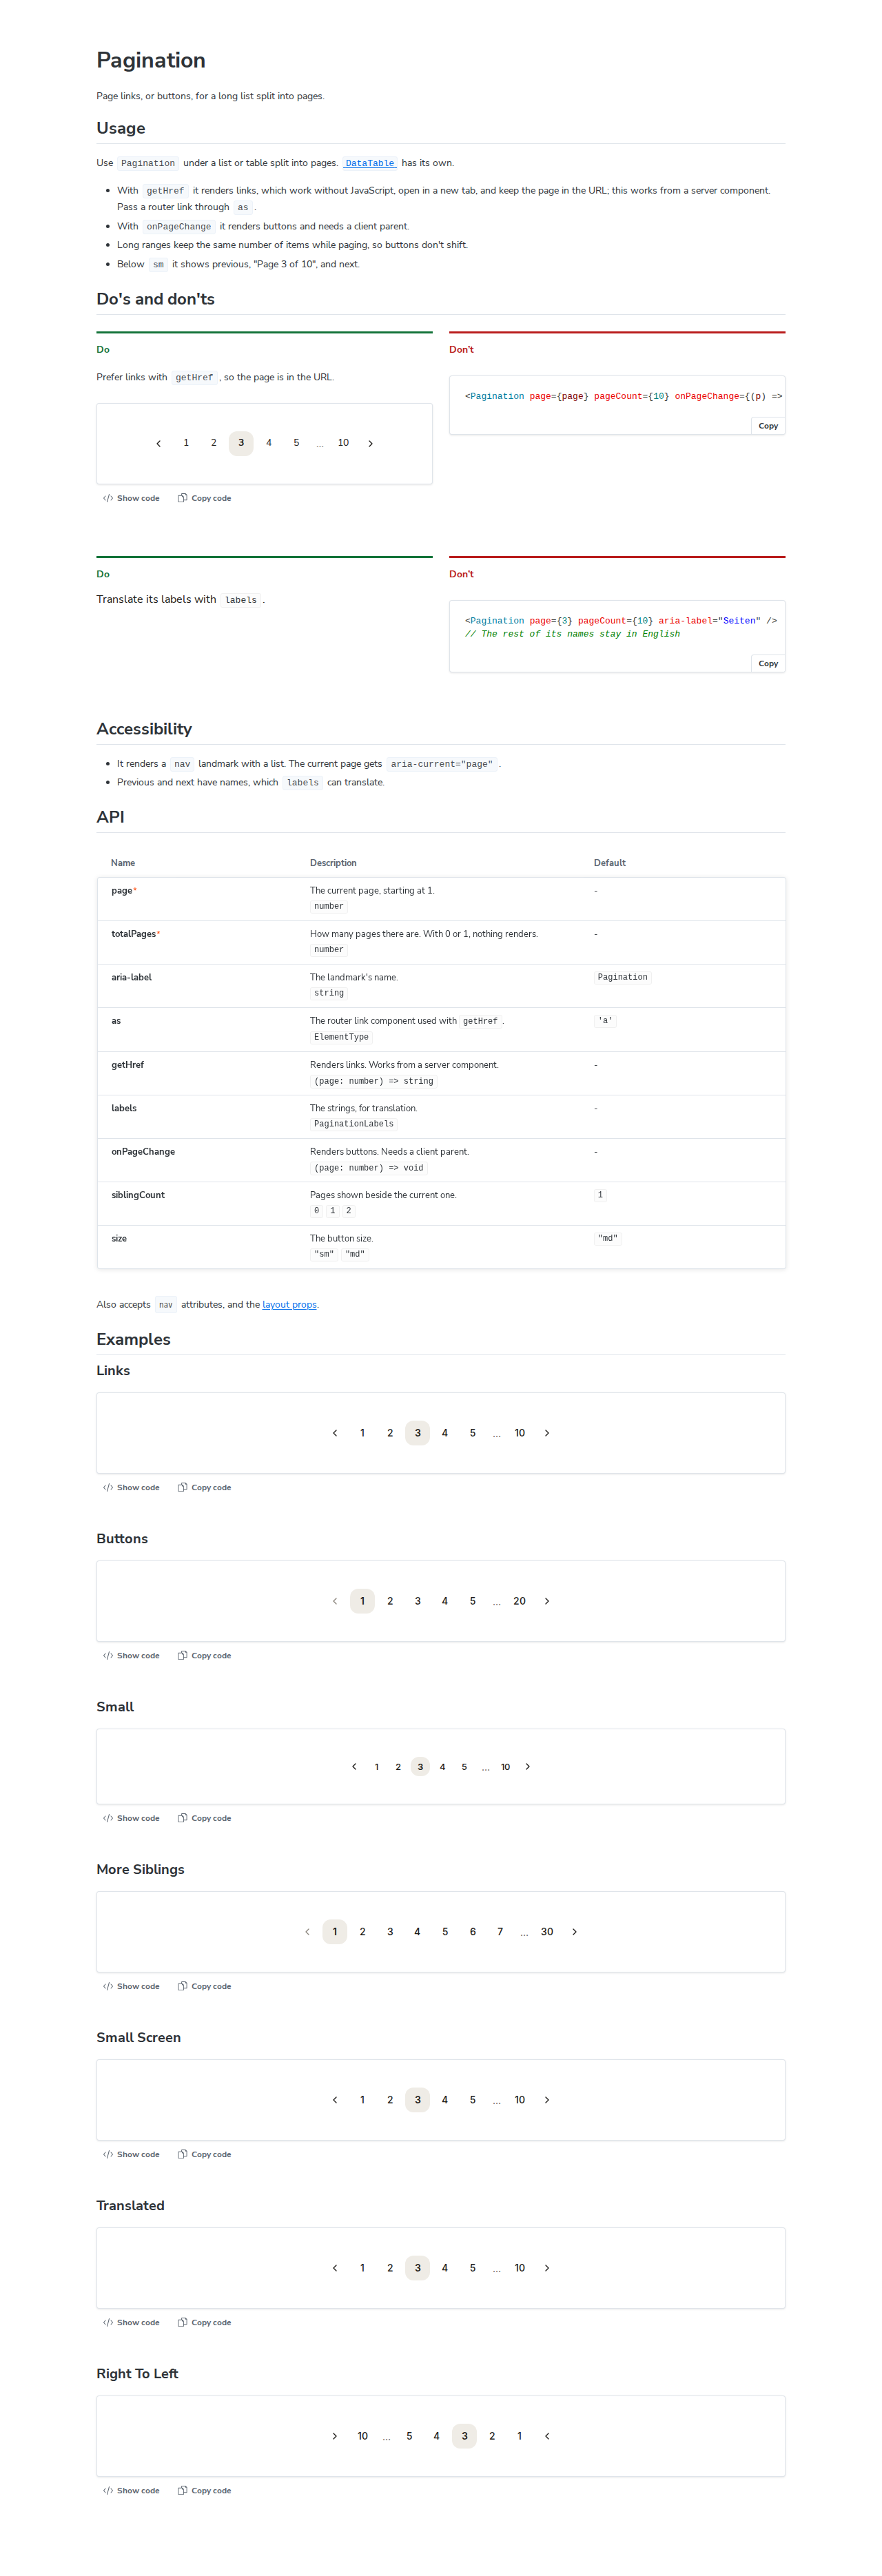 Pagination
Page links, or buttons, for a long list split into pages.
Usage
Use Pagination under a list or table split into pages. DataTable has its own.
With getHref it renders links, which work without JavaScript, open in a new tab, and keep the page in the URL; this works from a server component.
Pass a router link through as.
With onPageChange it renders buttons and needs a client parent.
Long ranges keep the same number of items while paging, so buttons don't shift.
Below sm it shows previous, "Page 3 of 10", and next.
Do's and don'ts
Do
Prefer links with getHref, so the page is in the URL.
1 2 3 4 5 ... 10
Show code Copy code
Don't
<Pagination page={page} pageCount={10} onPageChange={(p) =>
Copy
Do
Translate its labels with labels.
Don't
<Pagination page={3} pageCount={10} aria-label="Seiten" />
// The rest of its names stay in English
Copy
Accessibility
It renders a nav landmark with a list. The current page gets aria-current="page".
Previous and next have names, which labels can translate.
API
Name Description Default
page* The current page, starting at 1. -
number
totalPages* How many pages there are. With 0 or 1, nothing renders. -
number
aria-label The landmark's name. Pagination
string
as The router link component used with getHref. 'a'
ElementType
getHref Renders links. Works from a server component. -
(page: number) => string
labels The strings, for translation. -
PaginationLabels
onPageChange Renders buttons. Needs a client parent. -
(page: number) => void
siblingCount Pages shown beside the current one. 1
0 1 2
size The button size. "md"
"sm" "md"
Also accepts nav attributes, and the layout props.
Examples
Links
1 2 3 4 5 ... 10
Show code Copy code
Buttons
1 2 3 4 5 ... 20
Show code Copy code
Small
1 2 3 4 5 ... 10
Show code Copy code
More Siblings
1 2 3 4 5 6 7 ... 30
Show code Copy code
Small Screen
1 2 3 4 5 ... 10
Show code Copy code
Translated
1 2 3 4 5 ... 10
Show code Copy code
Right To Left
10 ... 5 4 3 2 1
Show code Copy code